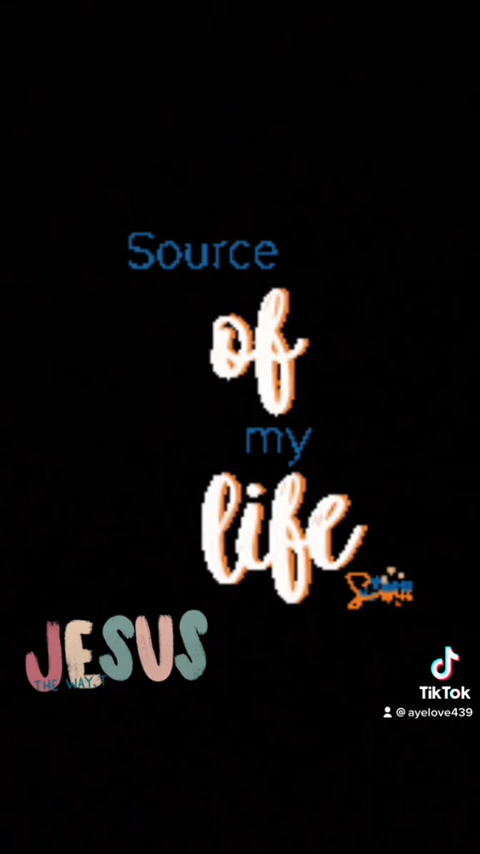 Source
of
my
life
JESUS
THE WAY, T
TikTok
@ayelove439